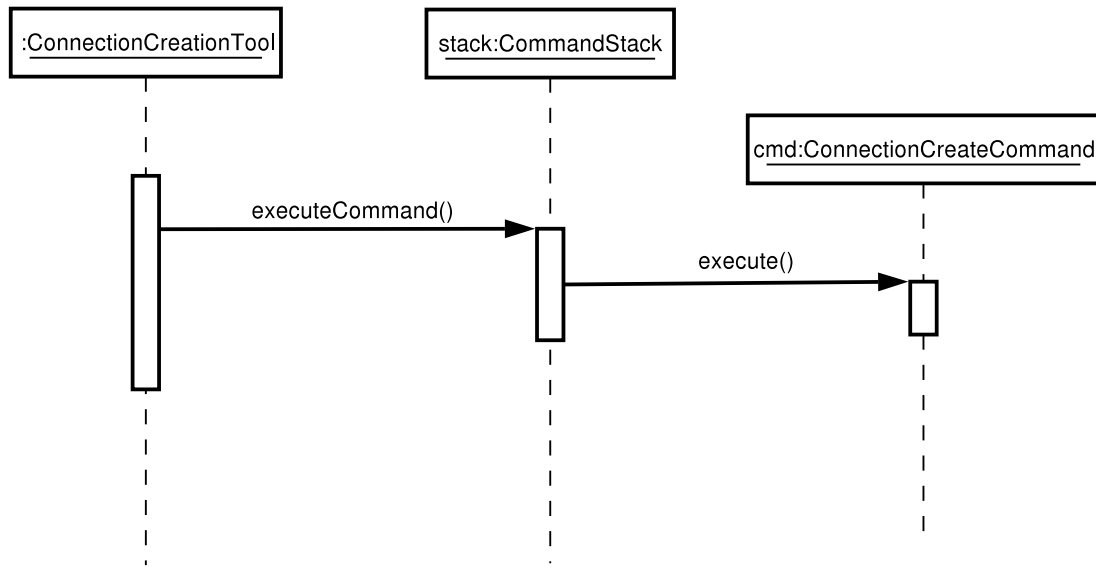 :ConnectionCreationTool
stack:CommandStack
cmd:ConnectionCreateCommand
executeCommand()
execute()